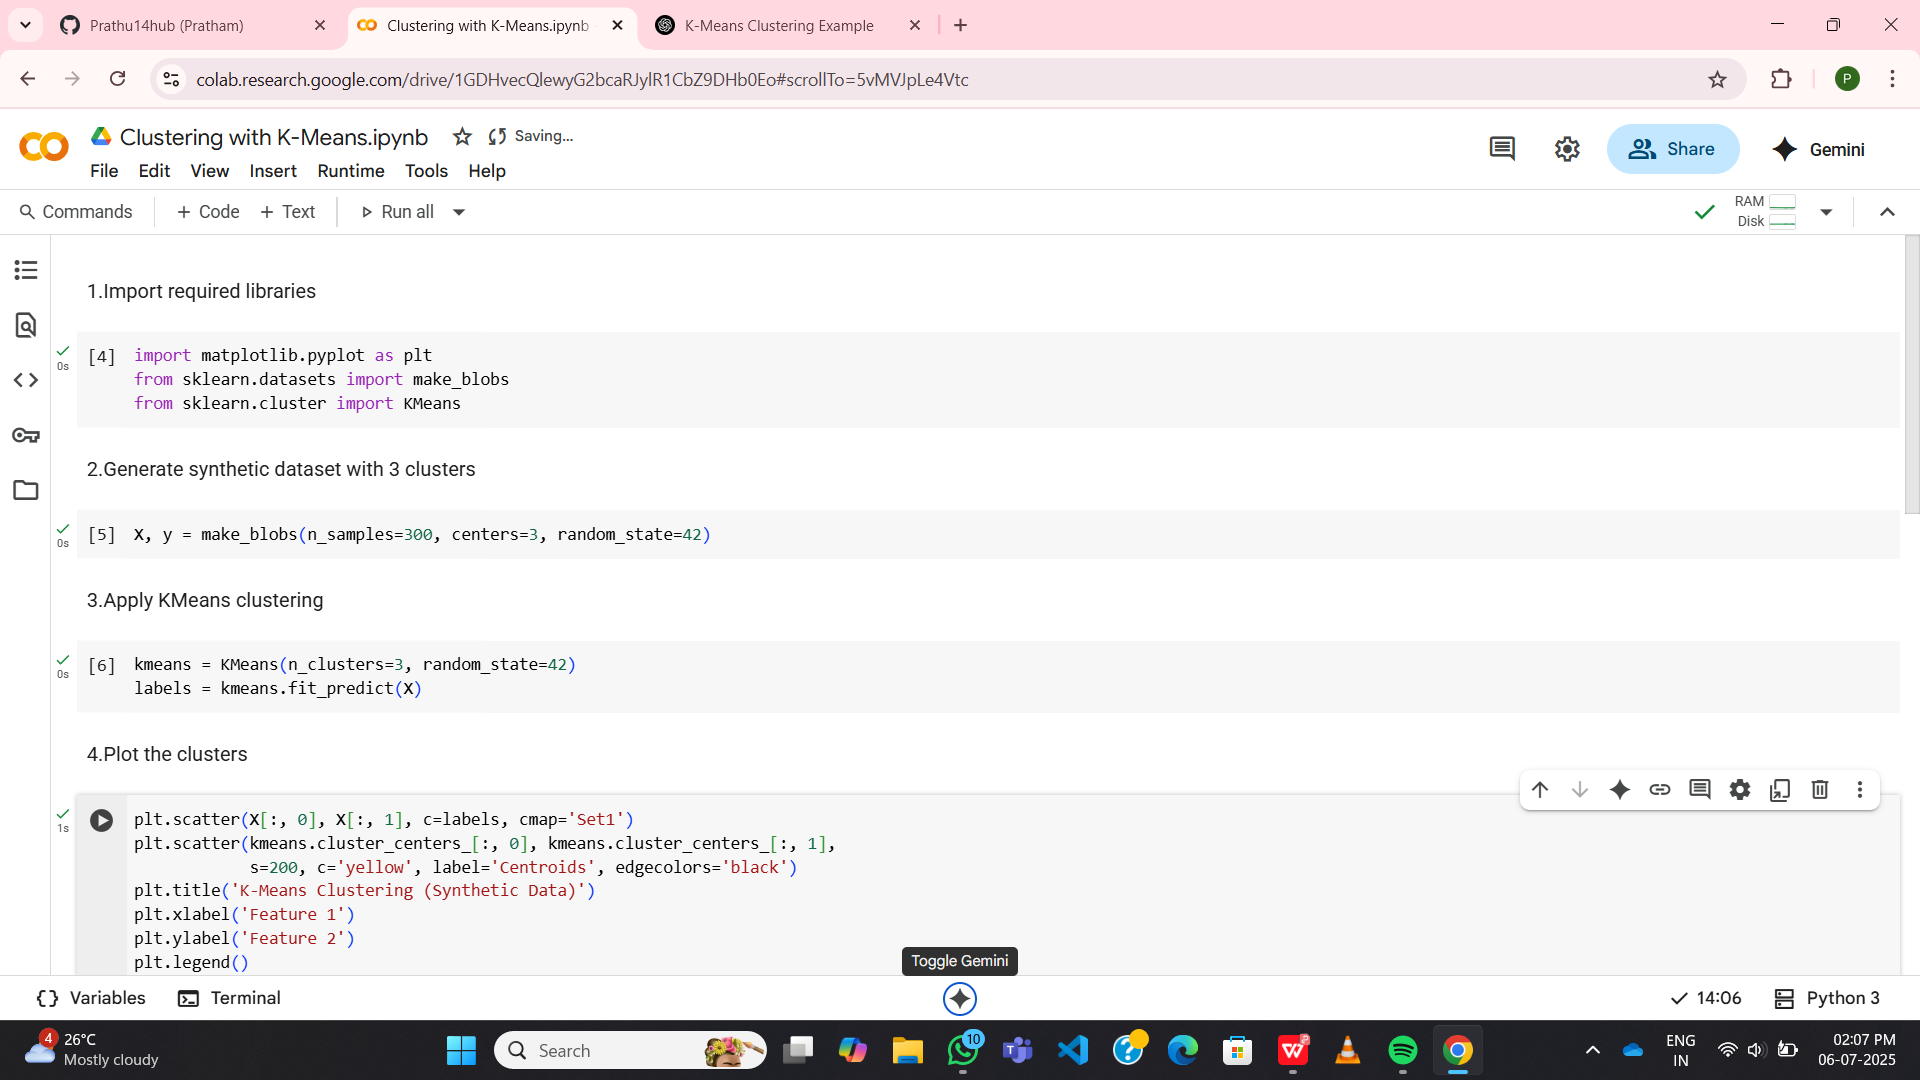 Prathu14hub (Pratham)
Clustering with K-Means.ipynb
K-Means Clustering Example
colab.research.google.com/drive/1GDHvecQlewyG2bcaRJylR1CbZ9DHb0Eo#scrollTo=5vMVJpLe4Vtc
P
Clustering with K-Means.ipynb
Saving...
File Edit View Insert Runtime Tools Help
Share
Gemini
Commands + Code + Text Run all
RAM
Disk
1.Import required libraries
0s
[4] import matplotlib.pyplot as plt
from sklearn.datasets import make_blobs
from sklearn.cluster import KMeans
2.Generate synthetic dataset with 3 clusters
0s
[5] X, y = make_blobs(n_samples=300, centers=3, random_state=42)
3.Apply KMeans clustering
0s
[6] kmeans = KMeans(n_clusters=3, random_state=42)
labels = kmeans.fit_predict(X)
4.Plot the clusters
1s
plt.scatter(X[:, 0], X[:, 1], c=labels, cmap='Set1')
plt.scatter(kmeans.cluster_centers_[:, 0], kmeans.cluster_centers_[:, 1],
s=200, c='yellow', label='Centroids', edgecolors='black')
plt.title('K-Means Clustering (Synthetic Data)')
plt.xlabel('Feature 1')
plt.ylabel('Feature 2')
plt.legend()
Toggle Gemini
{} Variables
Terminal
14:06
Python 3
4
26°C
Mostly cloudy
Search
10
ENG
IN
02:07 PM
06-07-2025